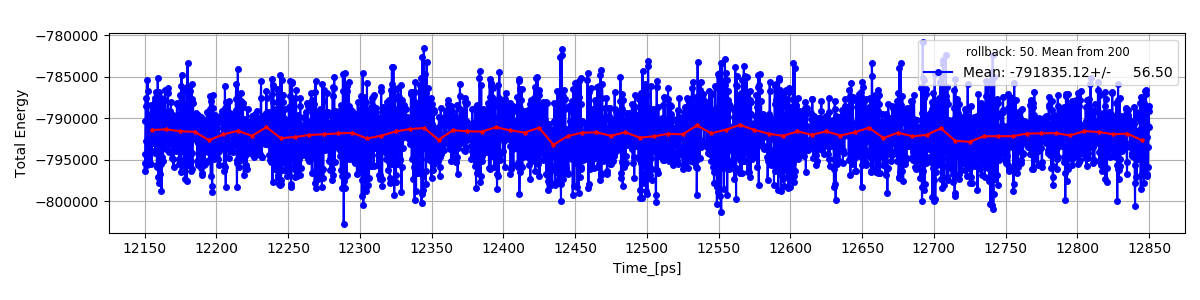 −780000
−785000
−790000
−795000
−800000
Total Energy
rollback: 50. Mean from 200
Mean: -791835.12+/-     56.50
12150 12200 12250 12300 12350 12400 12450 12500 12550 12600 12650 12700 12750 12800 12850
Time_[ps]